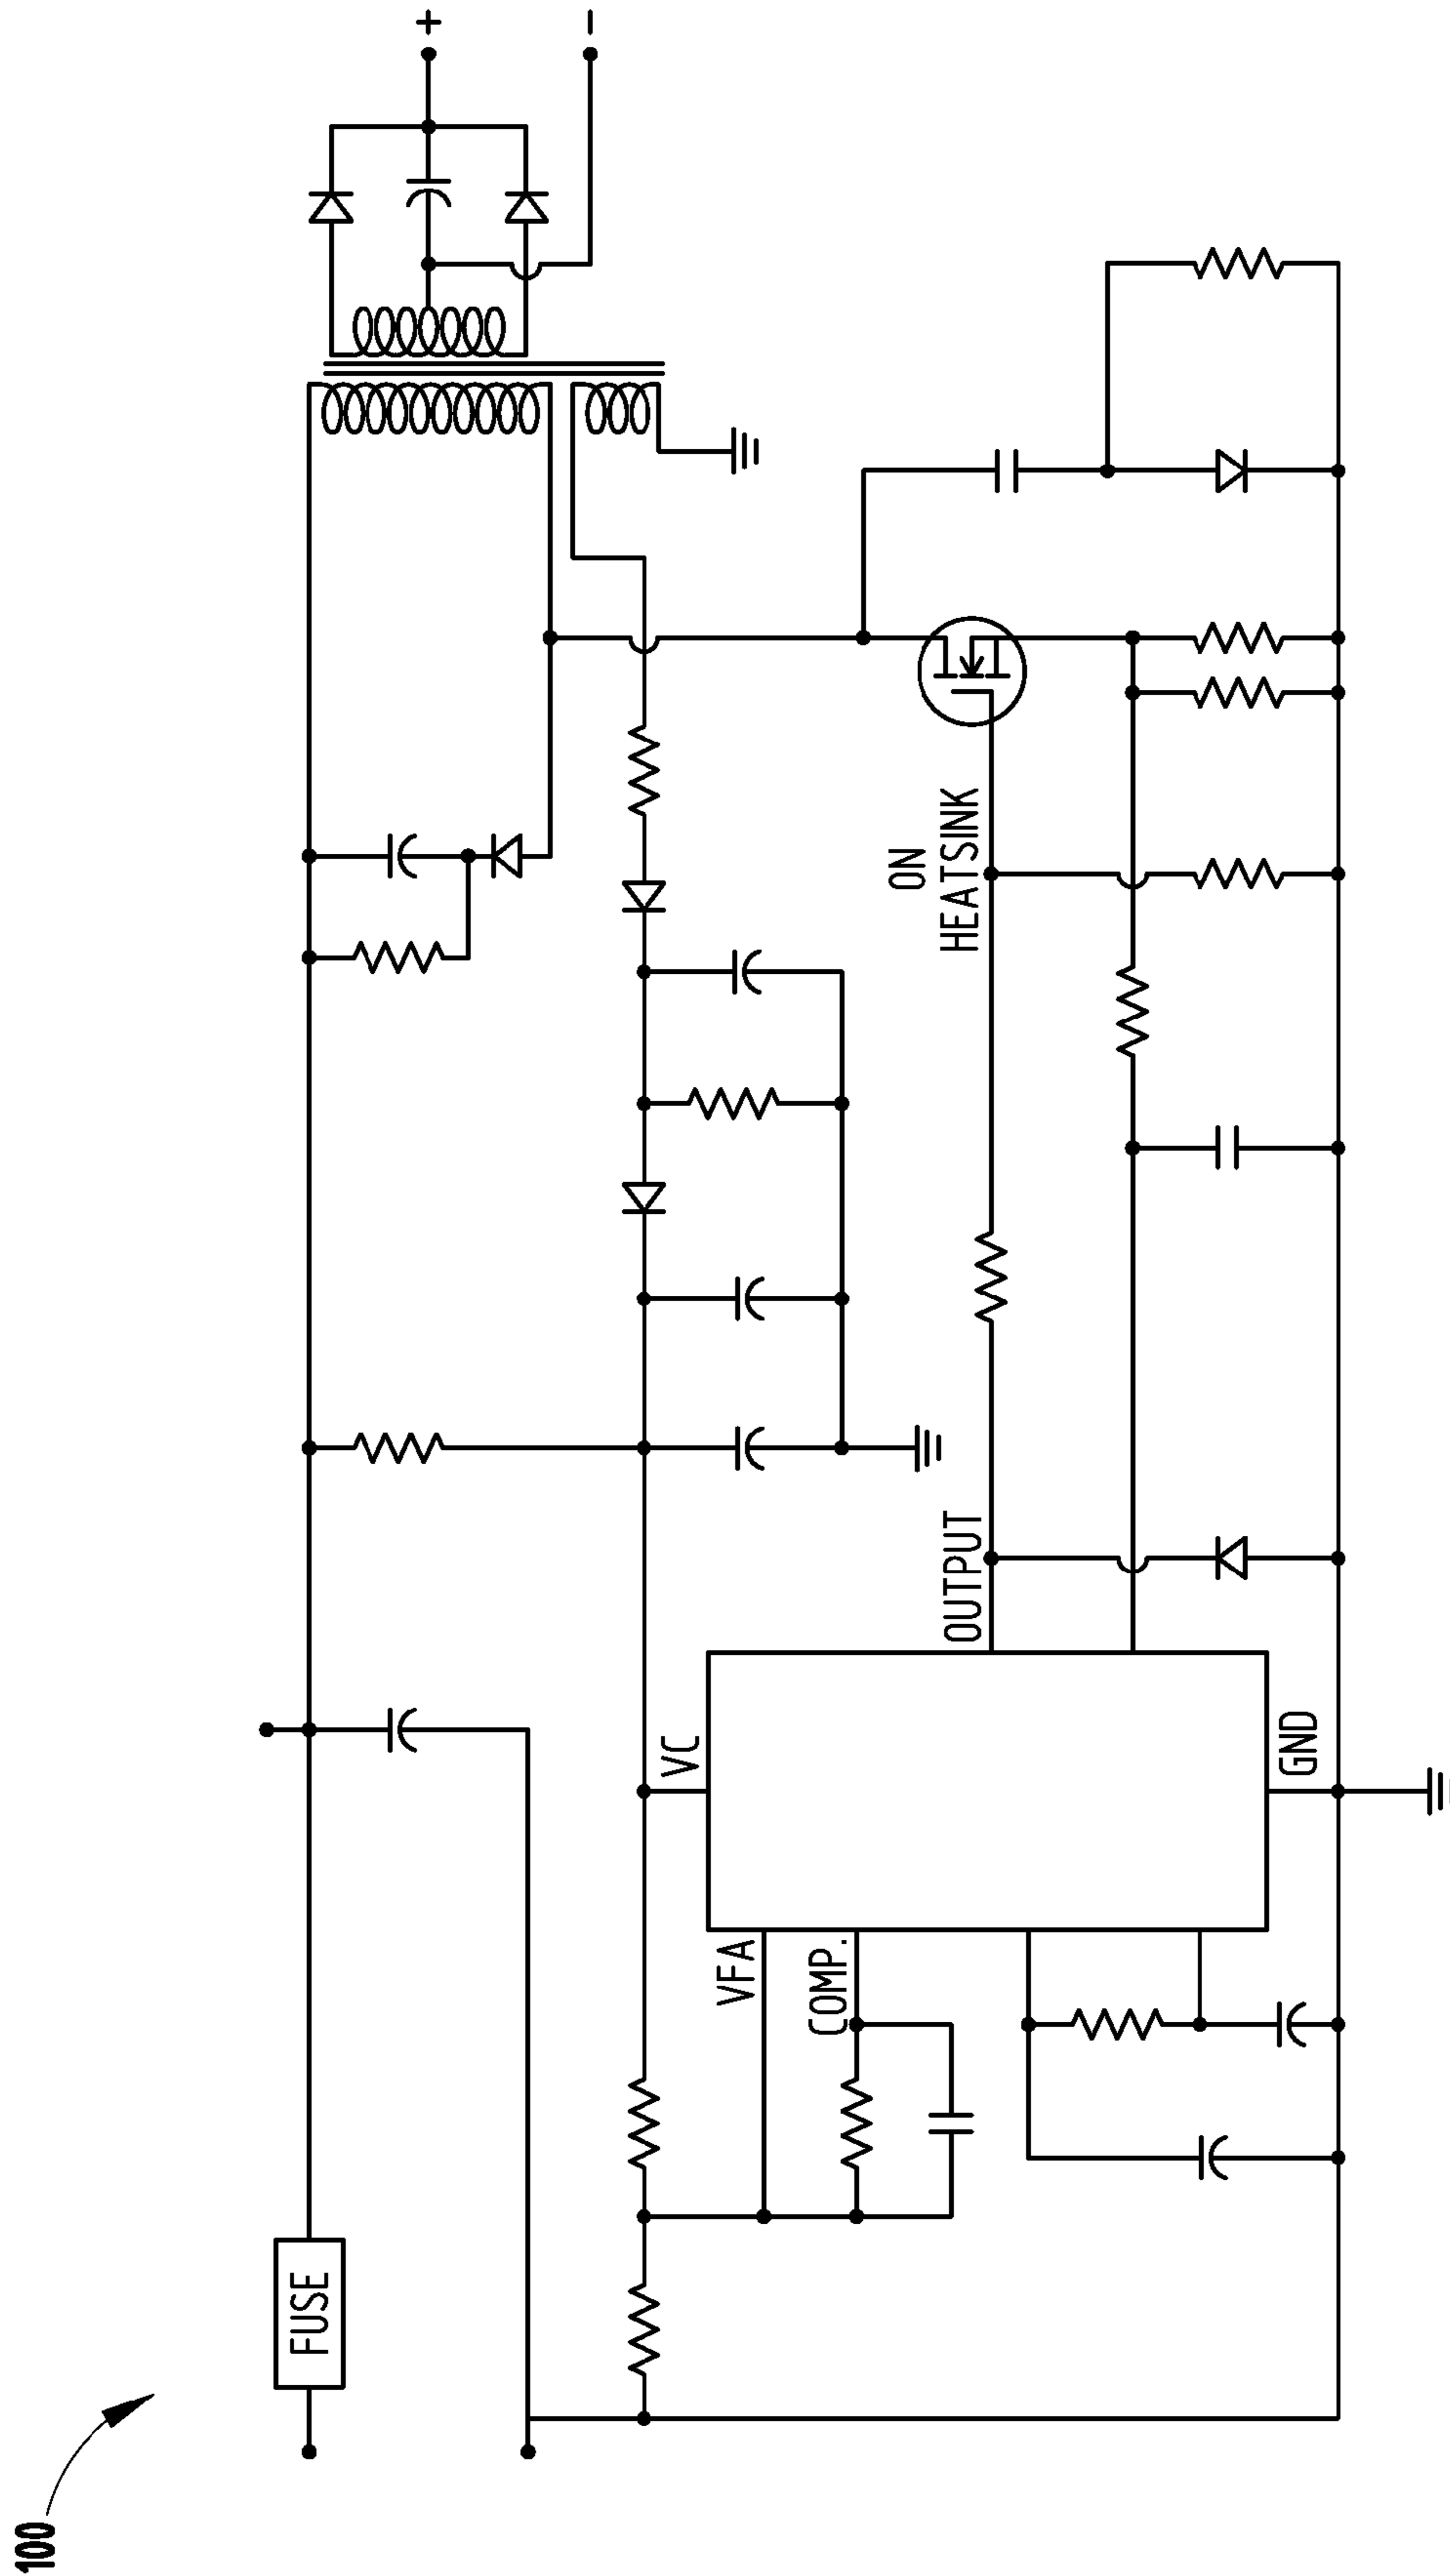 100
FUSE
+
−
VC
VFA
COMP.
OUTPUT
GND
ON
HEATSINK